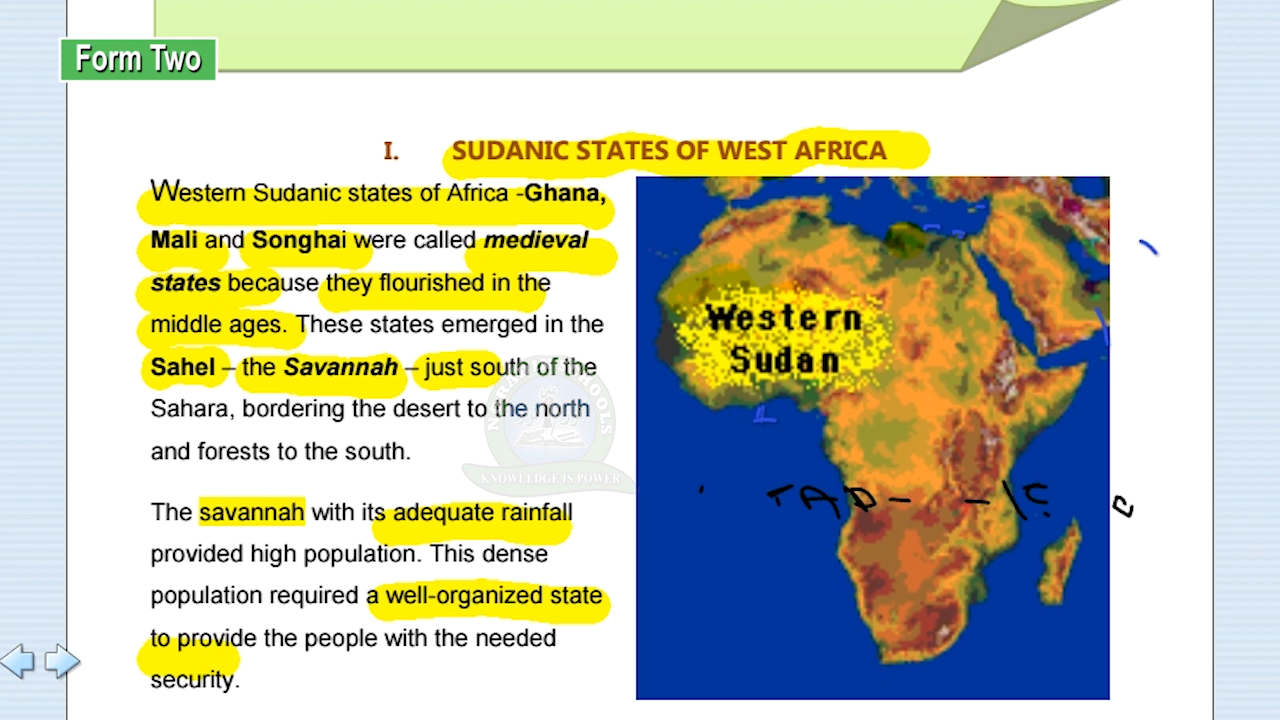 Form Two
I. SUDANIC STATES OF WEST AFRICA
Western Sudanic states of Africa -Ghana,
Mali and Songhai were called medieval
states because they flourished in the
middle ages. These states emerged in the
Sahel – the Savannah – just south of the
Sahara, bordering the desert to the north
and forests to the south.
The savannah with its adequate rainfall
provided high population. This dense
population required a well-organized state
to provide the people with the needed
security.
Western
Sudan
KNOWLEDGE IS POWER